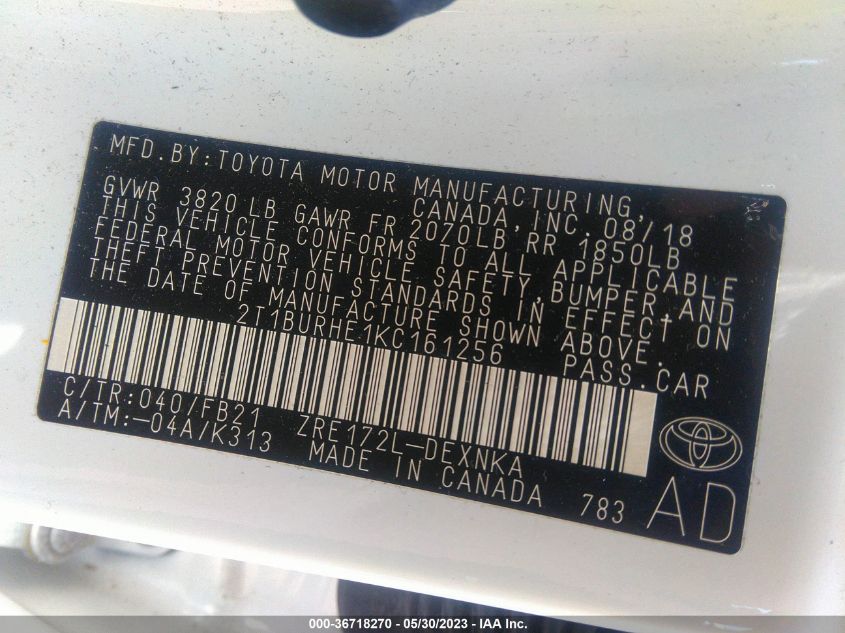 MFD.BY:TOYOTA MOTOR MANUFACTURING,
CANADA,INC. 08/18
GVWR 3820 LB GAWR FR 2070LB RR 1850LB
THIS VEHICLE CONFORMS TO ALL APPLICABLE
FEDERAL MOTOR VEHICLE SAFETY,BUMPER,AND
THEFT PREVENTION STANDARDS IN EFFECT ON
THE DATE OF MANUFACTURE SHOWN ABOVE.
2T1BURHE1KC161256 PASS.CAR
C/TR:040/FB21 ZRE172L-DEXNKA
A/TM:-04A/K313 MADE IN CANADA 783
AD
000-36718270 - 05/30/2023 - IAA Inc.